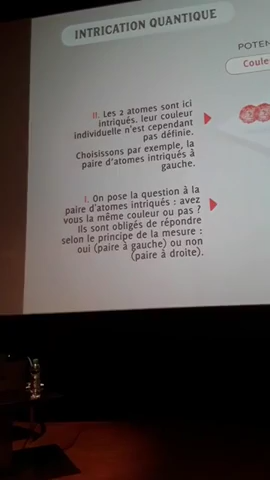 INTRICATION QUANTIQUE
POTEN
Coule
II. Les 2 atomes sont ici
intriqués. leur couleur
individuelle n'est cependant
pas définie.
Choisissons par exemple, la
paire d'atomes intriqués à
gauche.
I. On pose la question à la
paire d'atomes intriqués : avez
vous la même couleur ou pas ?
Ils sont obligés de répondre
selon le principe de la mesure :
oui (paire à gauche) ou non
(paire à droite).